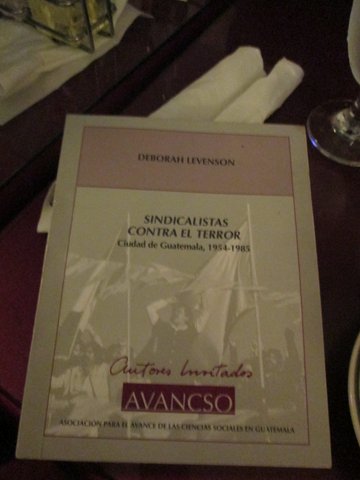 DEBORAH LEVENSON
SINDICALISTAS
CONTRA EL TERROR
Ciudad de Guatemala, 1954-1985
Autores Invitados
AVANCSO
ASOCIACION PARA EL AVANCE DE LAS CIENCIAS SOCIALES EN GUATEMALA